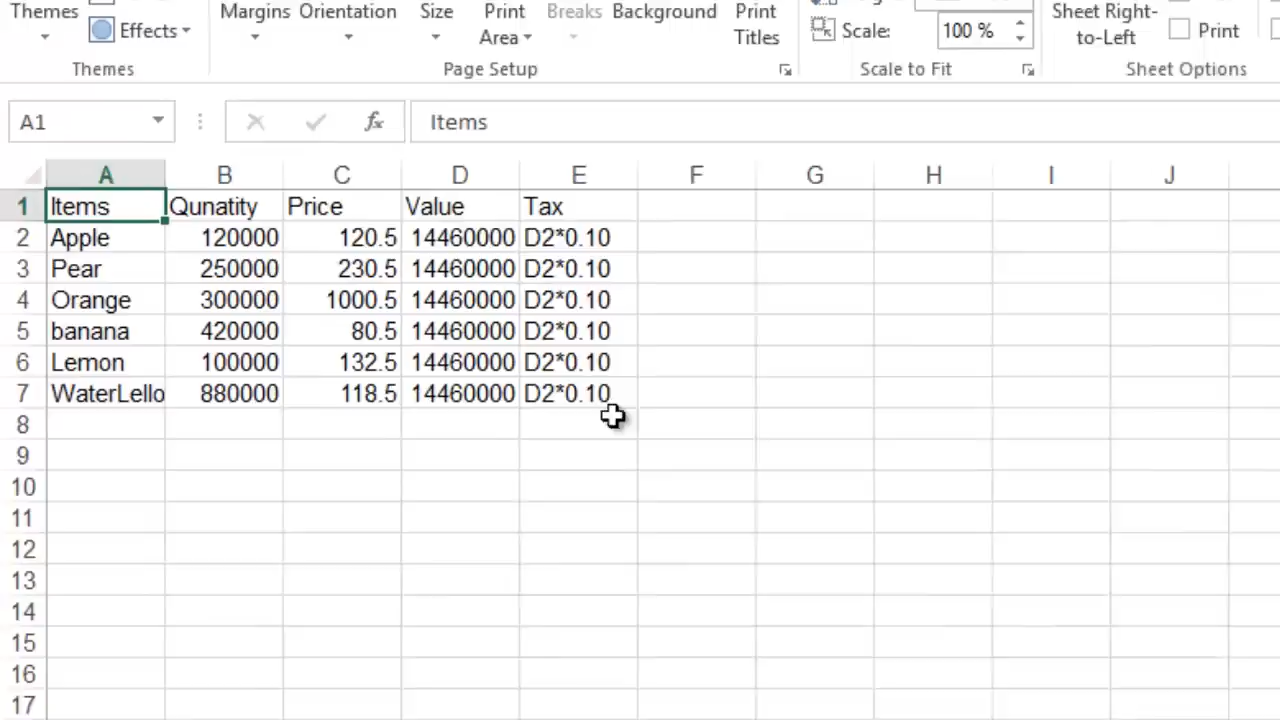 Themes
Effects
Margins Orientation Size Print Area Breaks Background Print Titles
Scale: 100 %
Sheet Right-to-Left
Print
Themes Page Setup Scale to Fit Sheet Options
A1 fx Items
A B C D E F G H I J
1 Items Qunatity Price Value Tax
2 Apple 120000 120.5 14460000 D2*0.10
3 Pear 250000 230.5 14460000 D2*0.10
4 Orange 300000 1000.5 14460000 D2*0.10
5 banana 420000 80.5 14460000 D2*0.10
6 Lemon 100000 132.5 14460000 D2*0.10
7 WaterLello 880000 118.5 14460000 D2*0.10
8
9
10
11
12
13
14
15
16
17